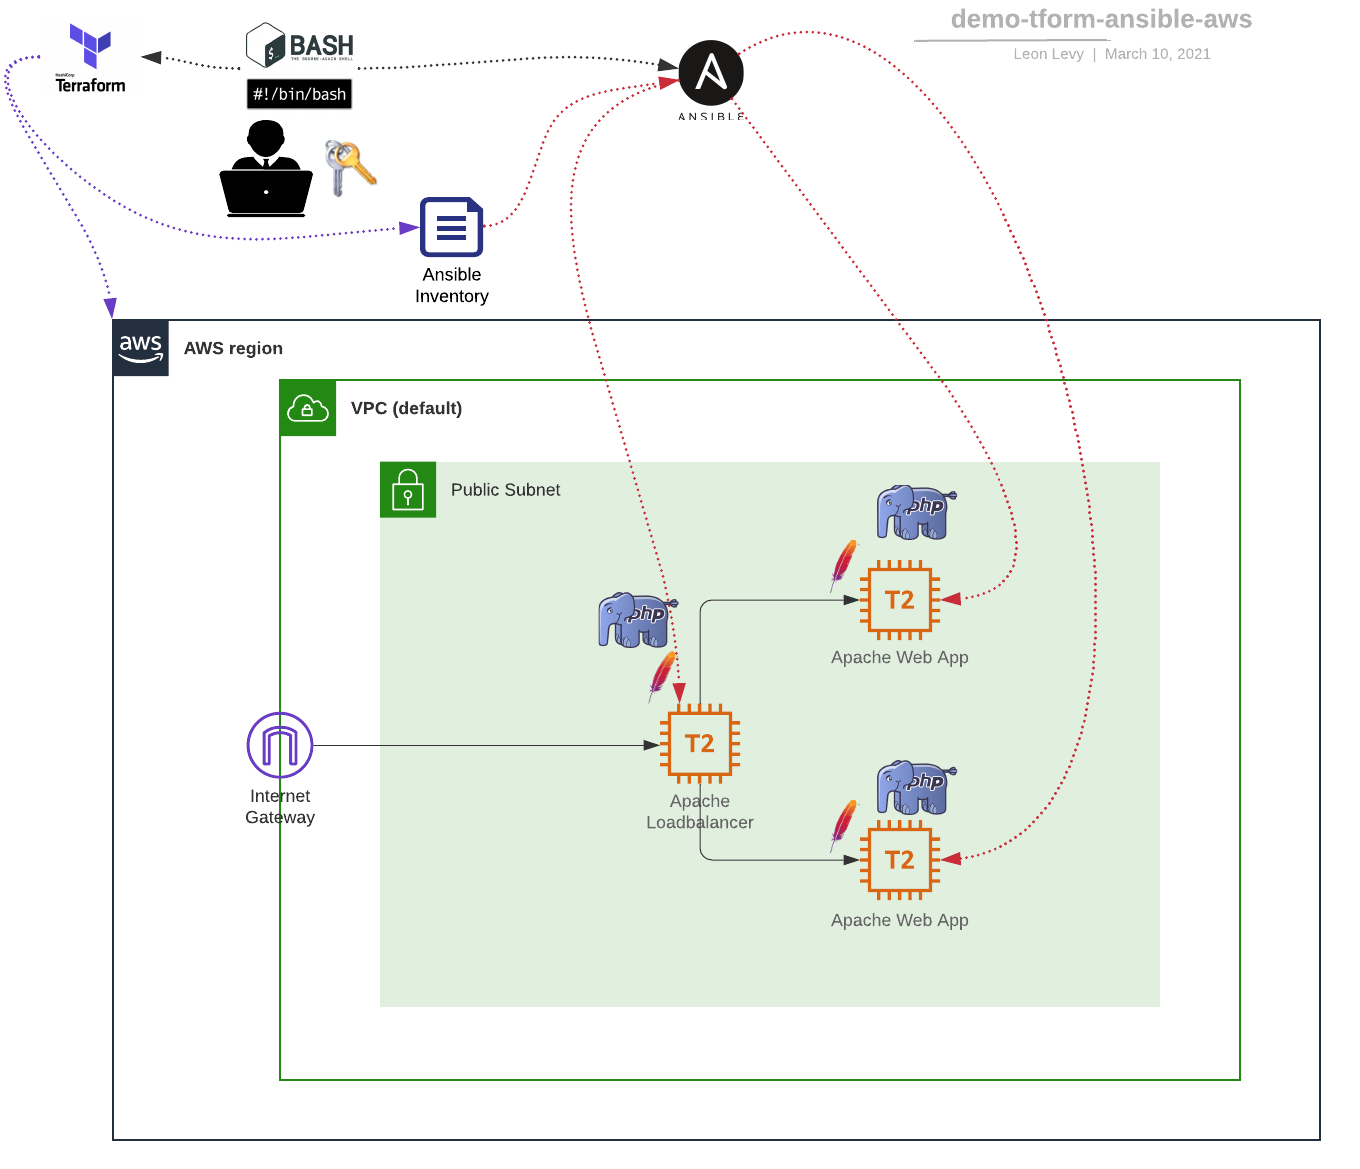 demo-tform-ansible-aws
Leon Levy | March 10, 2021
HashiCorp
Terraform
BASH
THE BOURNE-AGAIN SHELL
#!/bin/bash
ANSIBLE
Ansible
Inventory
aws
AWS region
VPC (default)
Public Subnet
php
T2
Apache Web App
php
T2
Apache
Loadbalancer
Internet
Gateway
php
T2
Apache Web App